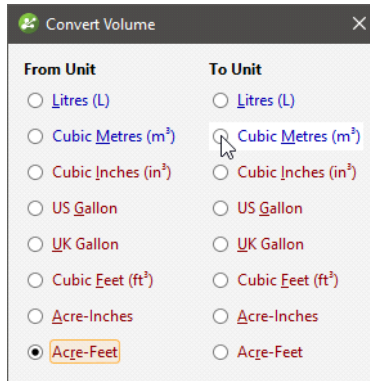 Convert Volume
From Unit To Unit
Litres (L) Litres (L)
Cubic Metres (m³) Cubic Metres (m³)
Cubic Inches (in³) Cubic Inches (in³)
US Gallon US Gallon
UK Gallon UK Gallon
Cubic Feet (ft³) Cubic Feet (ft³)
Acre-Inches Acre-Inches
Acre-Feet Acre-Feet